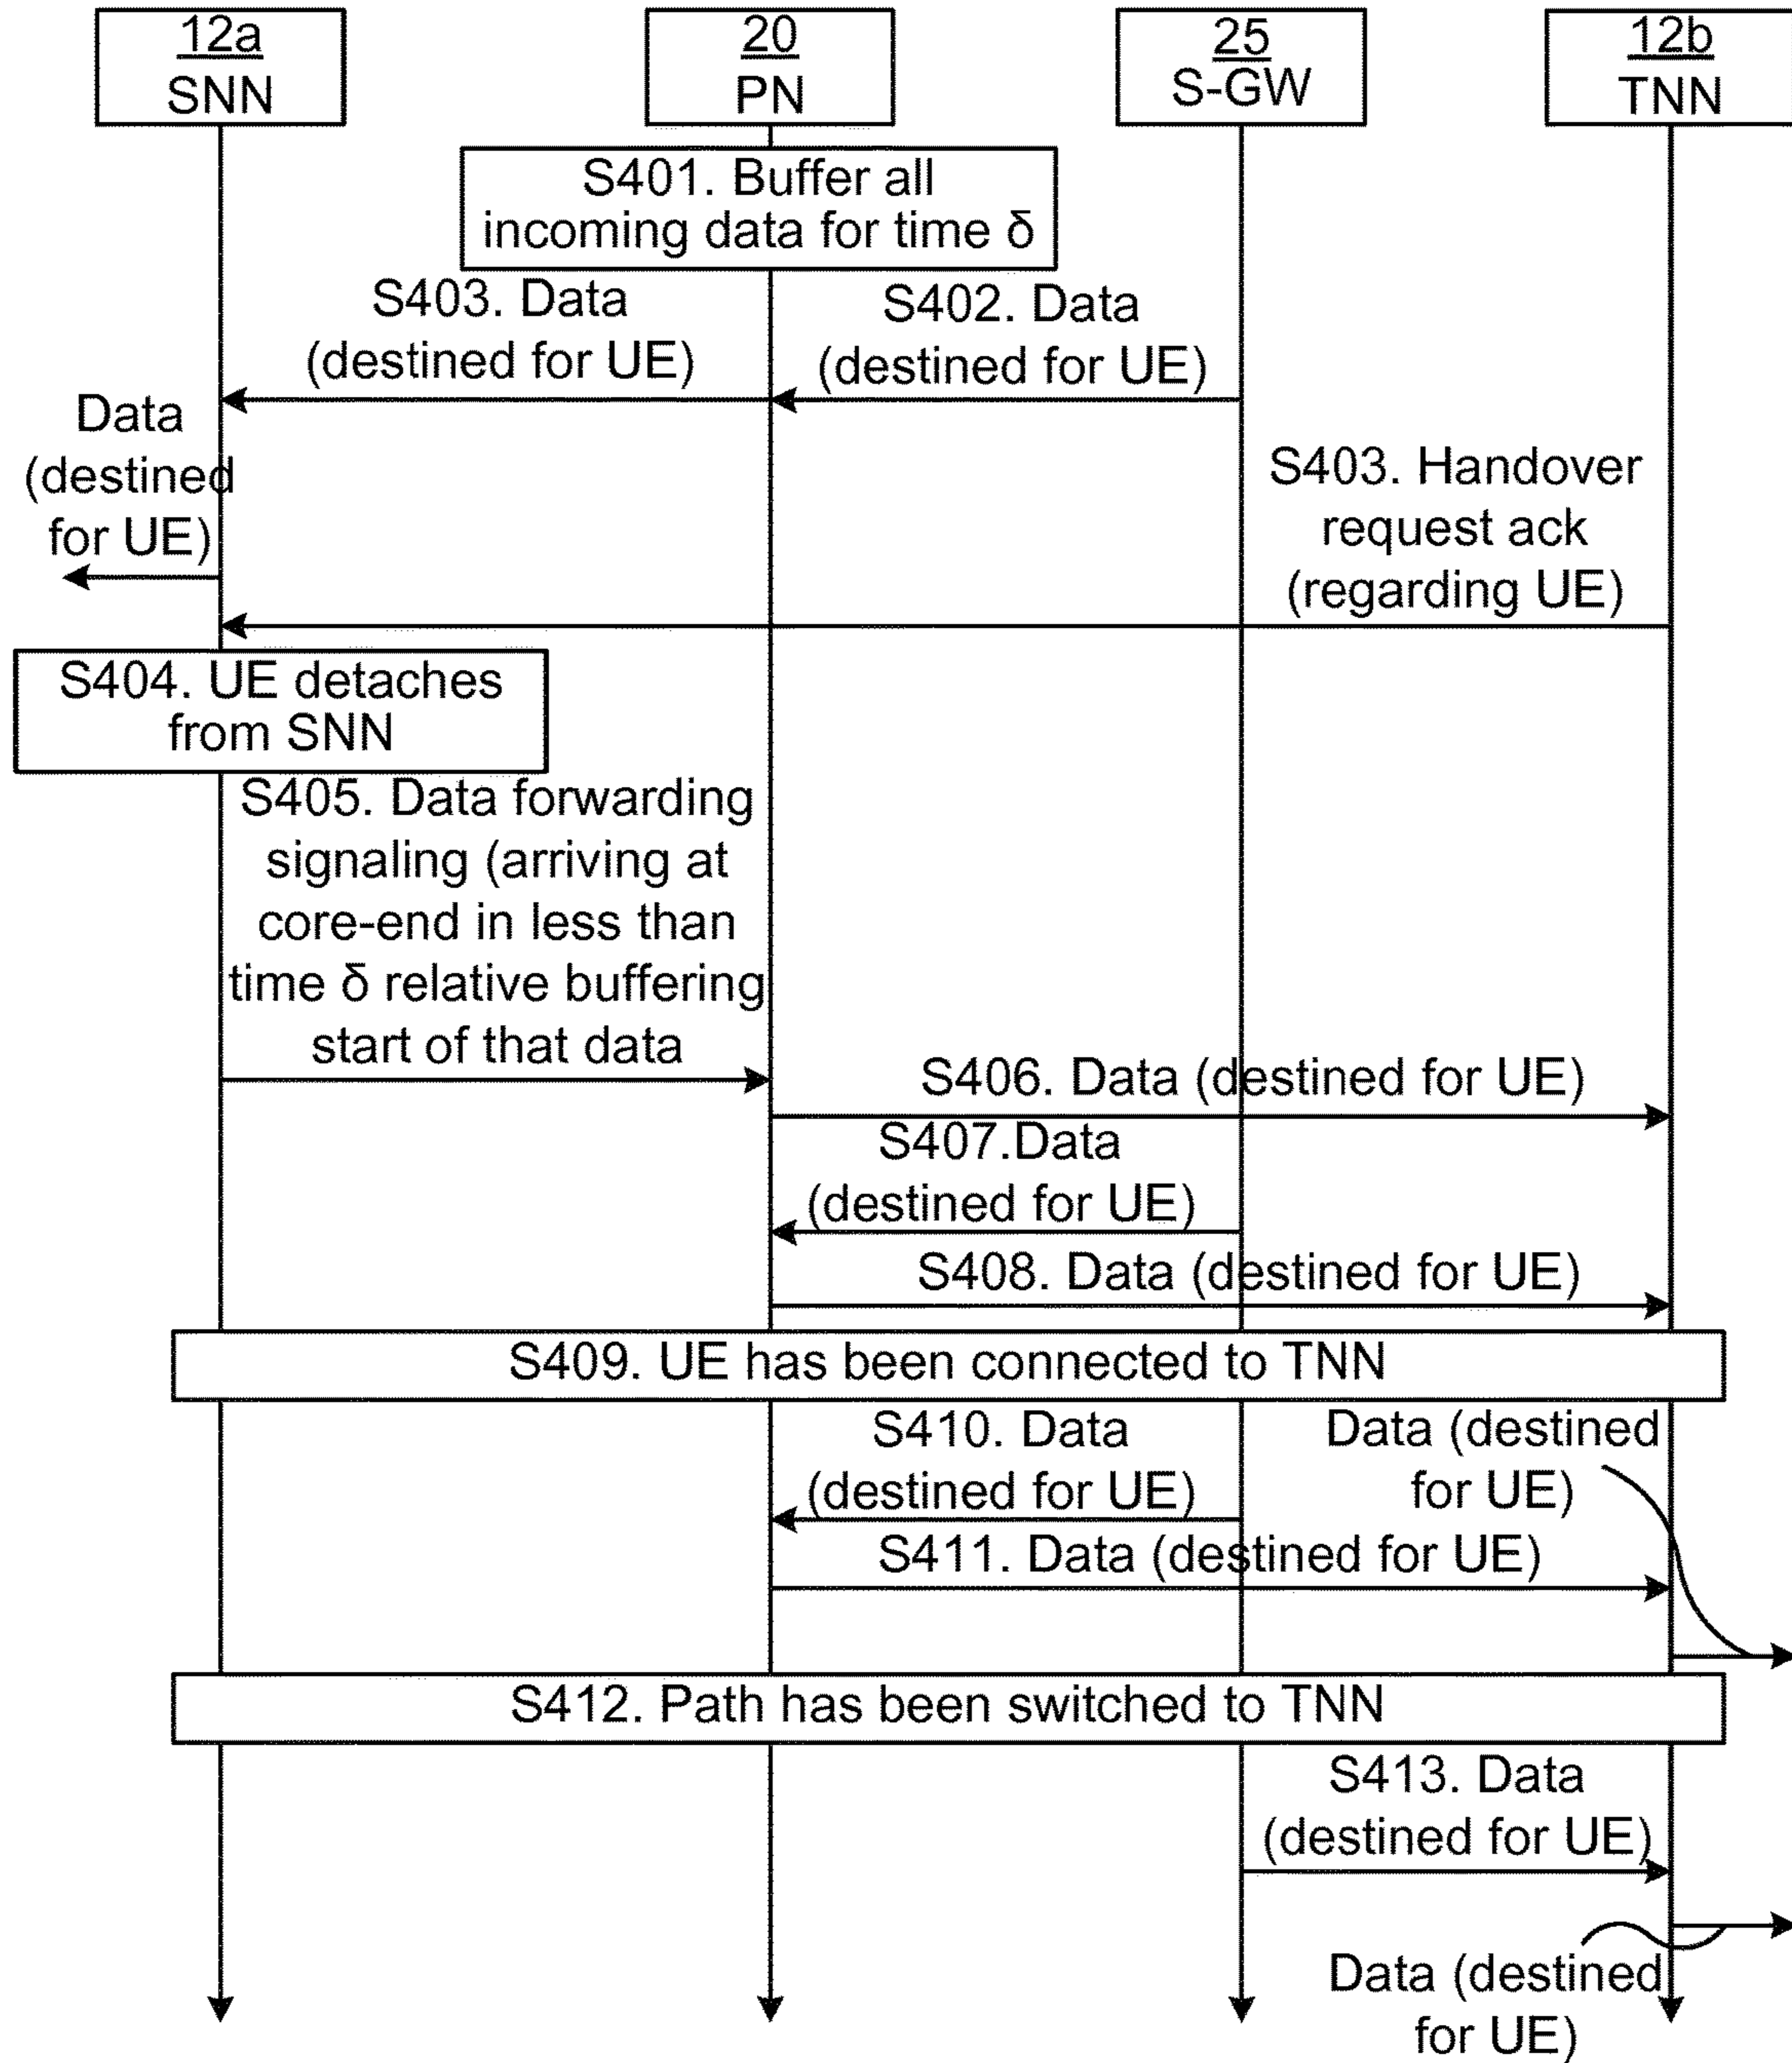 12a
SNN
20
PN
25
S-GW
12b
TNN
S401. Buffer all
incoming data for time δ
S403. Data
(destined for UE)
S402. Data
(destined for UE)
Data
(destined
for UE)
S403. Handover
request ack
(regarding UE)
S404. UE detaches
from SNN
S405. Data forwarding
signaling (arriving at
core-end in less than
time δ relative buffering
start of that data
S406. Data (destined for UE)
S407.Data
(destined for UE)
S408. Data (destined for UE)
S409. UE has been connected to TNN
S410. Data
(destined for UE)
Data (destined
for UE)
S411. Data (destined for UE)
S412. Path has been switched to TNN
S413. Data
(destined for UE)
Data (destined
for UE)